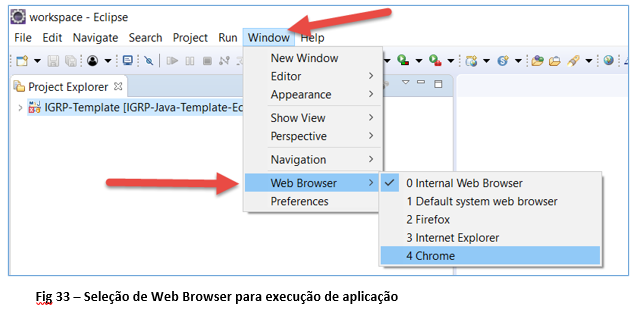 workspace - Eclipse
File Edit Navigate Search Project Run Window Help
New Window
Editor
Appearance
Show View
Perspective
Navigation
Web Browser
Preferences
Project Explorer
IGRP-Template [IGRP-Java-Template-Ec
0 Internal Web Browser
1 Default system web browser
2 Firefox
3 Internet Explorer
4 Chrome
Fig 33 – Seleção de Web Browser para execução de aplicação